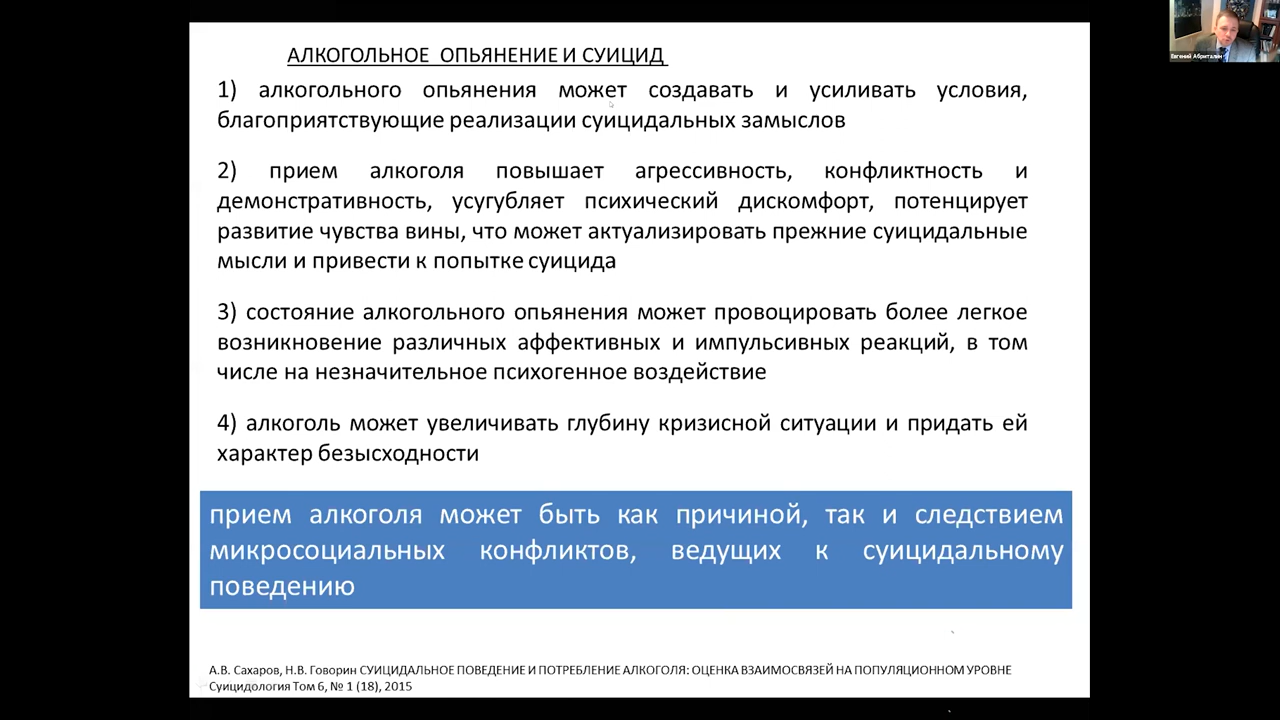 АЛКОГОЛЬНОЕ ОПЬЯНЕНИЕ И СУИЦИД
1) алкогольного опьянения может создавать и усиливать условия,
благоприятствующие реализации суицидальных замыслов
2) прием алкоголя повышает агрессивность, конфликтность и
демонстративность, усугубляет психический дискомфорт, потенцирует
развитие чувства вины, что может актуализировать прежние суицидальные
мысли и привести к попытке суицида
3) состояние алкогольного опьянения может провоцировать более легкое
возникновение различных аффективных и импульсивных реакций, в том
числе на незначительное психогенное воздействие
4) алкоголь может увеличивать глубину кризисной ситуации и придать ей
характер безысходности
прием алкоголя может быть как причиной, так и следствием
микросоциальных конфликтов, ведущих к суицидальному
поведению
А.В. Сахаров, Н.В. Говорин СУИЦИДАЛЬНОЕ ПОВЕДЕНИЕ И ПОТРЕБЛЕНИЕ АЛКОГОЛЯ: ОЦЕНКА ВЗАИМОСВЯЗЕЙ НА ПОПУЛЯЦИОННОМ УРОВНЕ
Суицидология Том 6, № 1 (18), 2015
Евгений Абриталин